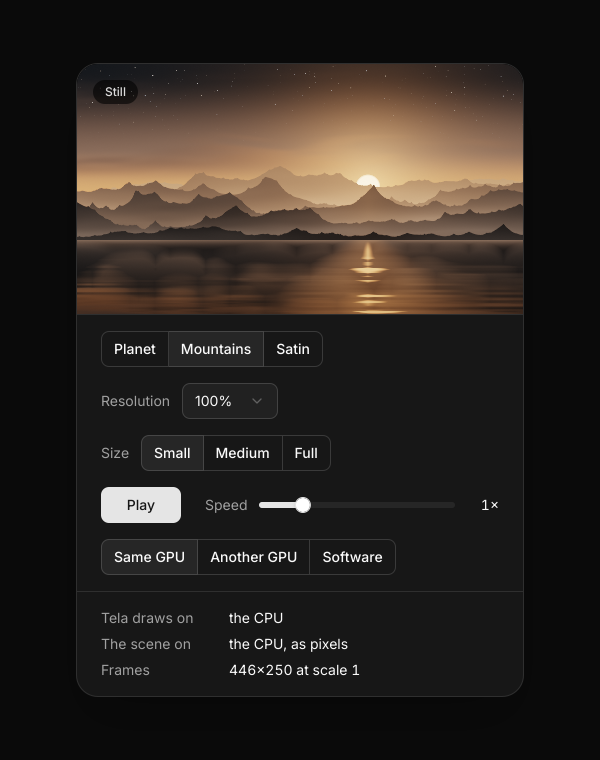 Still
Planet Mountains Satin
Resolution 100%
Size Small Medium Full
Play Speed 1×
Same GPU Another GPU Software
Tela draws on the CPU
The scene on the CPU, as pixels
Frames 446×250 at scale 1